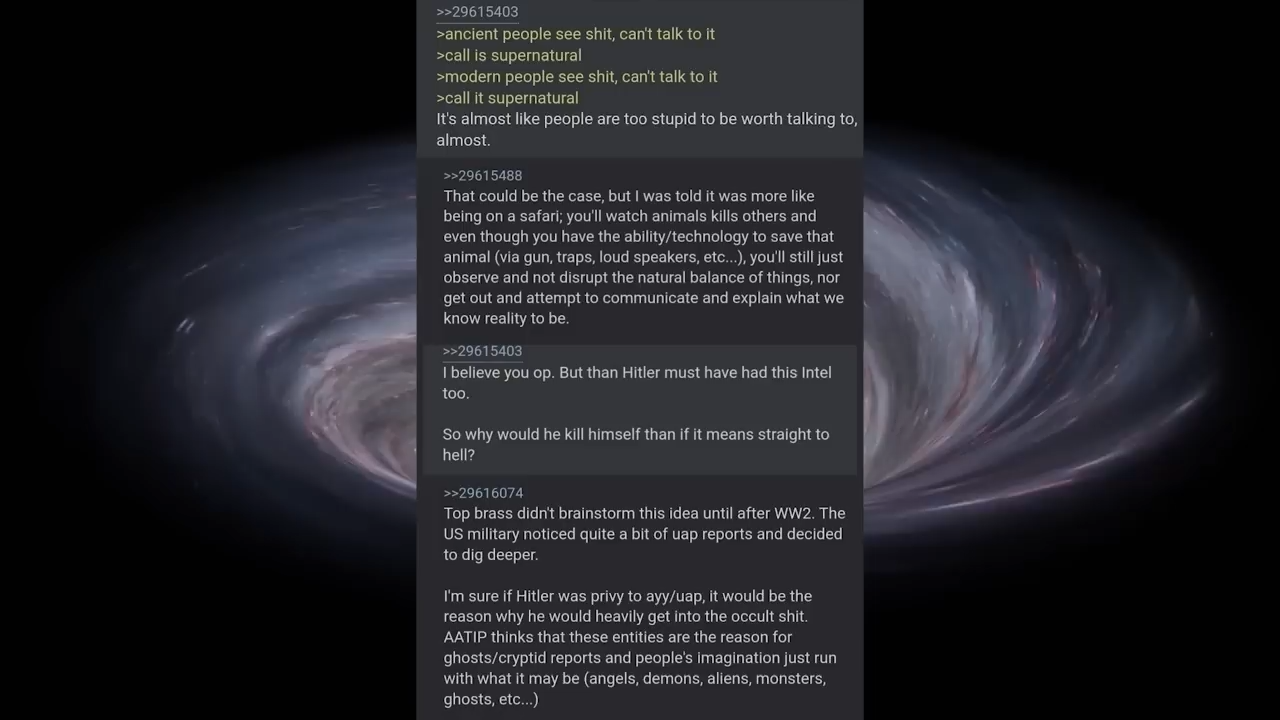 >>29615403
>ancient people see shit, can't talk to it
>call is supernatural
>modern people see shit, can't talk to it
>call it supernatural
It's almost like people are too stupid to be worth talking to,
almost.
>>29615488
That could be the case, but I was told it was more like
being on a safari; you'll watch animals kills others and
even though you have the ability/technology to save that
animal (via gun, traps, loud speakers, etc...), you'll still just
observe and not disrupt the natural balance of things, nor
get out and attempt to communicate and explain what we
know reality to be.
>>29615403
I believe you op. But than Hitler must have had this Intel
too.
So why would he kill himself than if it means straight to
hell?
>>29616074
Top brass didn't brainstorm this idea until after WW2. The
US military noticed quite a bit of uap reports and decided
to dig deeper.
I'm sure if Hitler was privy to ayy/uap, it would be the
reason why he would heavily get into the occult shit.
AATIP thinks that these entities are the reason for
ghosts/cryptid reports and people's imagination just run
with what it may be (angels, demons, aliens, monsters,
ghosts, etc...)